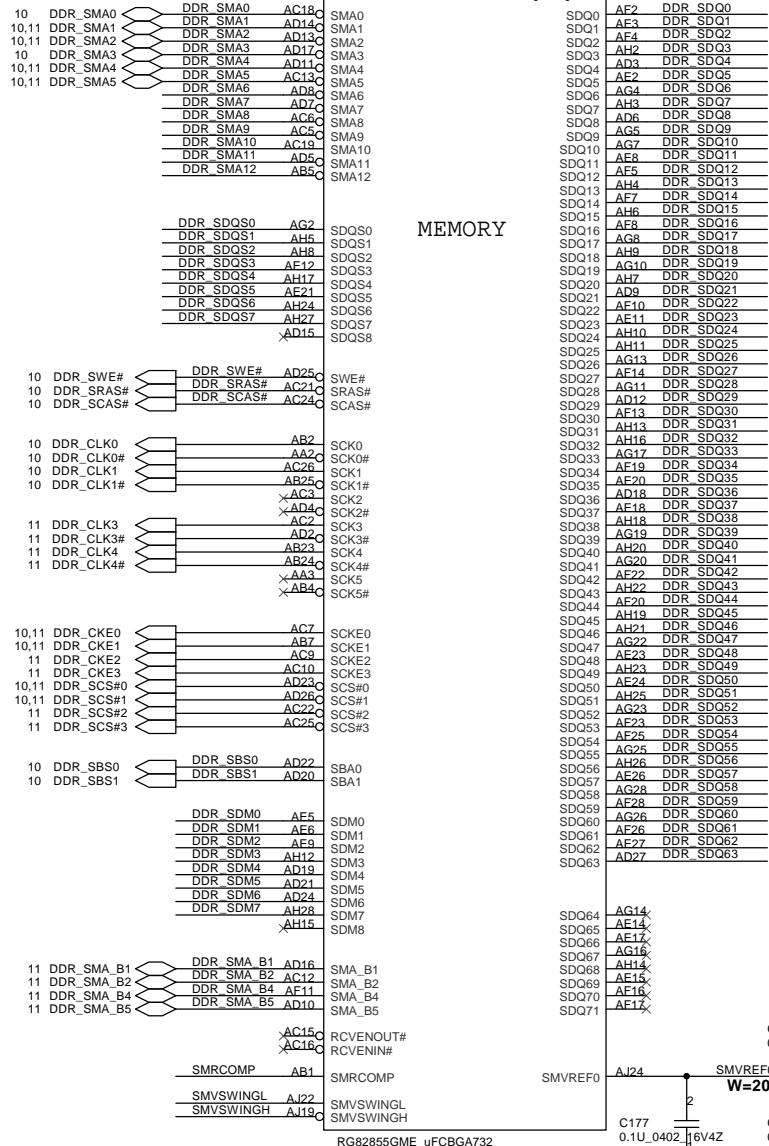 10 DDR_SMA0 DDR_SMA0 AC18 SMA0
10,11 DDR_SMA1 DDR_SMA1 AD14 SMA1
10,11 DDR_SMA2 DDR_SMA2 AD13 SMA2
10 DDR_SMA3 DDR_SMA3 AD17 SMA3
10,11 DDR_SMA4 DDR_SMA4 AD11 SMA4
10,11 DDR_SMA5 DDR_SMA5 AC13 SMA5
DDR_SMA6 AD8 SMA6
DDR_SMA7 AD7 SMA7
DDR_SMA8 AC6 SMA8
DDR_SMA9 AC5 SMA9
DDR_SMA10 AC19 SMA10
DDR_SMA11 AD5 SMA11
DDR_SMA12 AB5 SMA12
DDR_SDQS0 AG2 SDQS0
DDR_SDQS1 AH5 SDQS1
DDR_SDQS2 AH8 SDQS2
DDR_SDQS3 AE12 SDQS3
DDR_SDQS4 AH17 SDQS4
DDR_SDQS5 AE21 SDQS5
DDR_SDQS6 AH24 SDQS6
DDR_SDQS7 AH27 SDQS7
AD15 SDQS8
10 DDR_SWE# DDR_SWE# AD25 SWE#
10 DDR_SRAS# DDR_SRAS# AC21 SRAS#
10 DDR_SCAS# DDR_SCAS# AC24 SCAS#
10 DDR_CLK0 AB2 SCK0
10 DDR_CLK0# AA2 SCK0#
10 DDR_CLK1 AC26 SCK1
10 DDR_CLK1# AB25 SCK1#
AC3 SCK2
AD4 SCK2#
11 DDR_CLK3 AC2 SCK3
11 DDR_CLK3# AD2 SCK3#
11 DDR_CLK4 AB23 SCK4
11 DDR_CLK4# AB24 SCK4#
AA3 SCK5
AB4 SCK5#
10,11 DDR_CKE0 AC7 SCKE0
10,11 DDR_CKE1 AB7 SCKE1
11 DDR_CKE2 AC9 SCKE2
11 DDR_CKE3 AC10 SCKE3
10,11 DDR_SCS#0 AD23 SCS#0
10,11 DDR_SCS#1 AD26 SCS#1
11 DDR_SCS#2 AC22 SCS#2
11 DDR_SCS#3 AC25 SCS#3
10 DDR_SBS0 DDR_SBS0 AD22 SBA0
10 DDR_SBS1 DDR_SBS1 AD20 SBA1
DDR_SDM0 AE5 SDM0
DDR_SDM1 AE6 SDM1
DDR_SDM2 AE9 SDM2
DDR_SDM3 AH12 SDM3
DDR_SDM4 AD19 SDM4
DDR_SDM5 AD21 SDM5
DDR_SDM6 AD24 SDM6
DDR_SDM7 AH28 SDM7
AH15 SDM8
11 DDR_SMA_B1 DDR_SMA_B1 AD16 SMA_B1
11 DDR_SMA_B2 DDR_SMA_B2 AC12 SMA_B2
11 DDR_SMA_B4 DDR_SMA_B4 AF11 SMA_B4
11 DDR_SMA_B5 DDR_SMA_B5 AD10 SMA_B5
AC15 RCVENOUT#
AC16 RCVENIN#
SMRCOMP AB1 SMRCOMP
SMVSWINGL AJ22 SMVSWINGL
SMVSWINGH AJ19 SMVSWINGH
MEMORY
SDQ0 AF2 DDR_SDQ0
SDQ1 AE3 DDR_SDQ1
SDQ2 AF4 DDR_SDQ2
SDQ3 AH2 DDR_SDQ3
SDQ4 AD3 DDR_SDQ4
SDQ5 AE2 DDR_SDQ5
SDQ6 AG4 DDR_SDQ6
SDQ7 AH3 DDR_SDQ7
SDQ8 AD6 DDR_SDQ8
SDQ9 AG5 DDR_SDQ9
SDQ10 AG7 DDR_SDQ10
SDQ11 AE8 DDR_SDQ11
SDQ12 AF5 DDR_SDQ12
SDQ13 AH4 DDR_SDQ13
SDQ14 AF7 DDR_SDQ14
SDQ15 AH6 DDR_SDQ15
SDQ16 AF8 DDR_SDQ16
SDQ17 AG8 DDR_SDQ17
SDQ18 AH9 DDR_SDQ18
SDQ19 AG10 DDR_SDQ19
SDQ20 AH7 DDR_SDQ20
SDQ21 AD9 DDR_SDQ21
SDQ22 AF10 DDR_SDQ22
SDQ23 AE11 DDR_SDQ23
SDQ24 AH10 DDR_SDQ24
SDQ25 AH11 DDR_SDQ25
SDQ26 AG13 DDR_SDQ26
SDQ27 AF14 DDR_SDQ27
SDQ28 AG11 DDR_SDQ28
SDQ29 AD12 DDR_SDQ29
SDQ30 AF13 DDR_SDQ30
SDQ31 AH13 DDR_SDQ31
SDQ32 AH16 DDR_SDQ32
SDQ33 AG17 DDR_SDQ33
SDQ34 AF19 DDR_SDQ34
SDQ35 AE20 DDR_SDQ35
SDQ36 AD18 DDR_SDQ36
SDQ37 AE18 DDR_SDQ37
SDQ38 AH18 DDR_SDQ38
SDQ39 AG19 DDR_SDQ39
SDQ40 AH20 DDR_SDQ40
SDQ41 AG20 DDR_SDQ41
SDQ42 AF22 DDR_SDQ42
SDQ43 AH22 DDR_SDQ43
SDQ44 AF20 DDR_SDQ44
SDQ45 AH19 DDR_SDQ45
SDQ46 AH21 DDR_SDQ46
SDQ47 AG22 DDR_SDQ47
SDQ48 AE23 DDR_SDQ48
SDQ49 AH23 DDR_SDQ49
SDQ50 AE24 DDR_SDQ50
SDQ51 AH25 DDR_SDQ51
SDQ52 AG23 DDR_SDQ52
SDQ53 AF23 DDR_SDQ53
SDQ54 AF25 DDR_SDQ54
SDQ55 AG25 DDR_SDQ55
SDQ56 AH26 DDR_SDQ56
SDQ57 AE26 DDR_SDQ57
SDQ58 AG28 DDR_SDQ58
SDQ59 AF28 DDR_SDQ59
SDQ60 AG26 DDR_SDQ60
SDQ61 AF26 DDR_SDQ61
SDQ62 AE27 DDR_SDQ62
SDQ63 AD27 DDR_SDQ63
SDQ64 AG14
SDQ65 AE14
SDQ66 AE17
SDQ67 AG16
SDQ68 AH14
SDQ69 AE15
SDQ70 AF16
SDQ71 AF17
SMVREF0 AJ24 SMVREF0
W=20
2
C177
0.1U_0402_16V4Z
RG82855GME_uFCBGA732